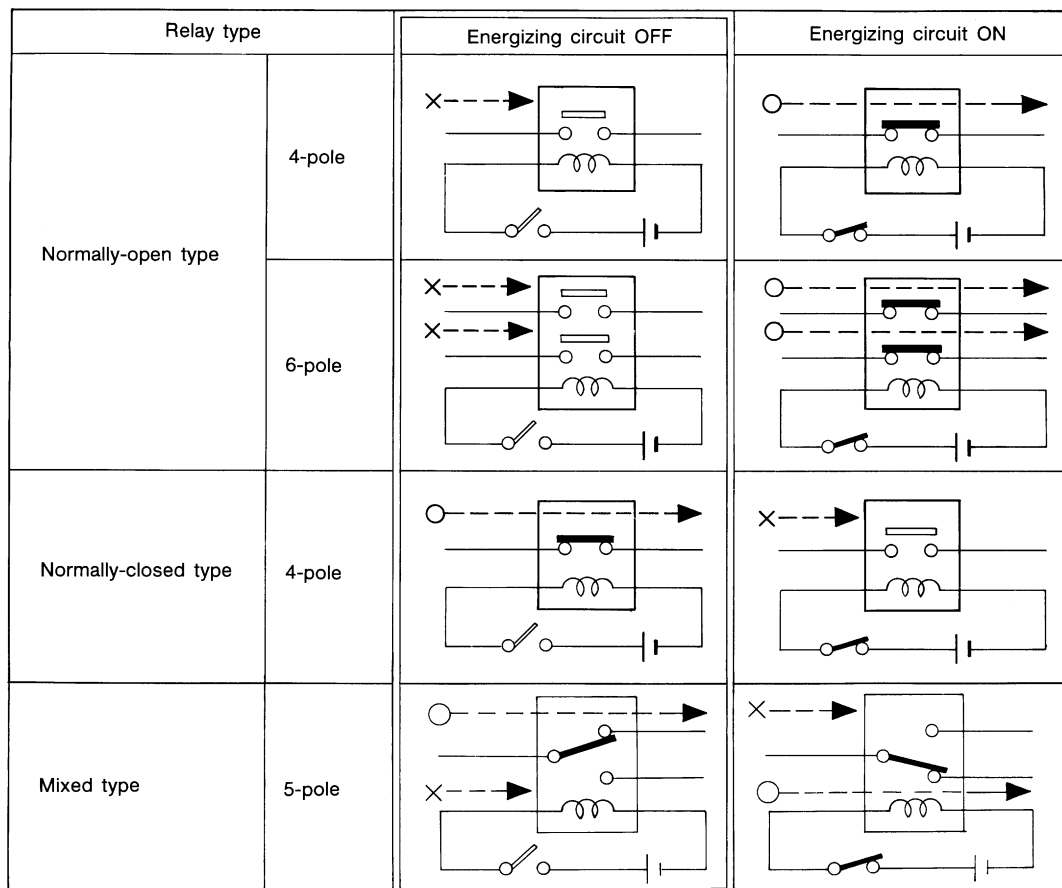 Relay type
Energizing circuit OFF
Energizing circuit ON
Normally-open type
4-pole
6-pole
Normally-closed type
4-pole
Mixed type
5-pole